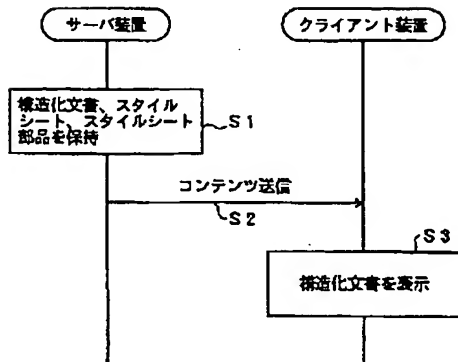 サーバ装置
クライアント装置
構造化文書、スタイル
シート、スタイルシート
部品を保持
S1
コンテンツ送信
S2
S3
構造化文書を表示